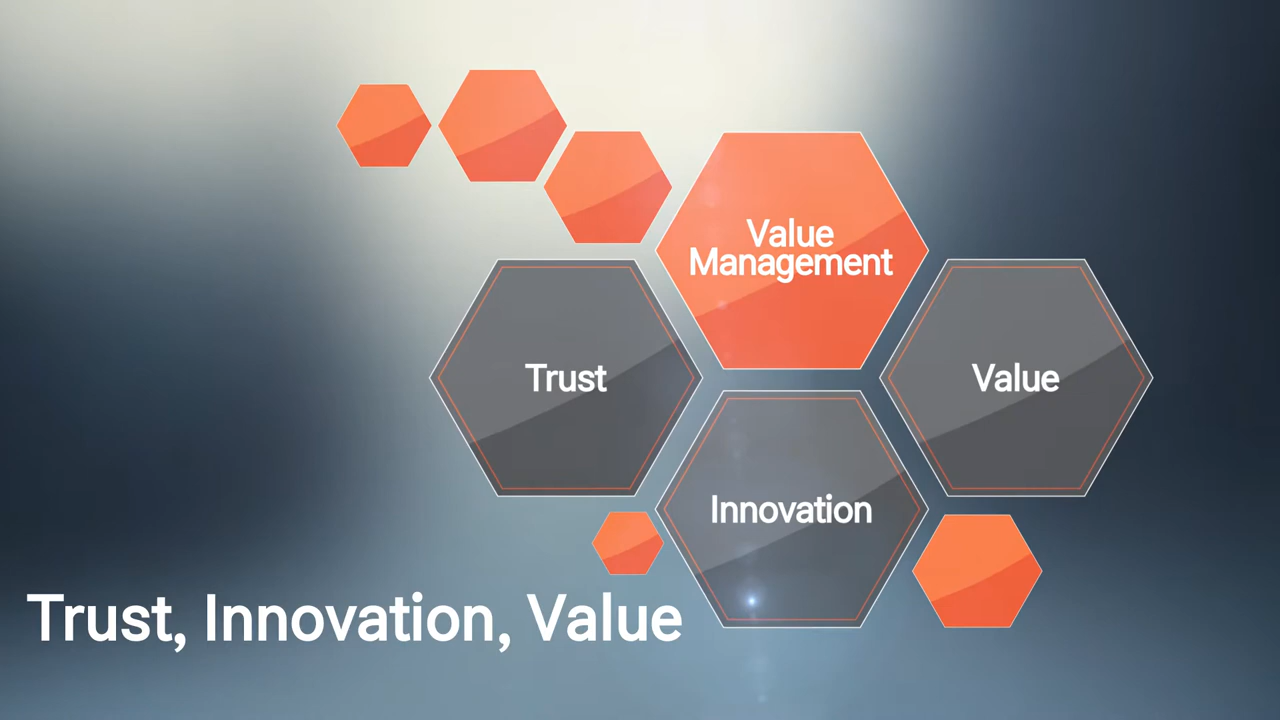 Value
Management
Trust
Value
Innovation
Trust, Innovation, Value